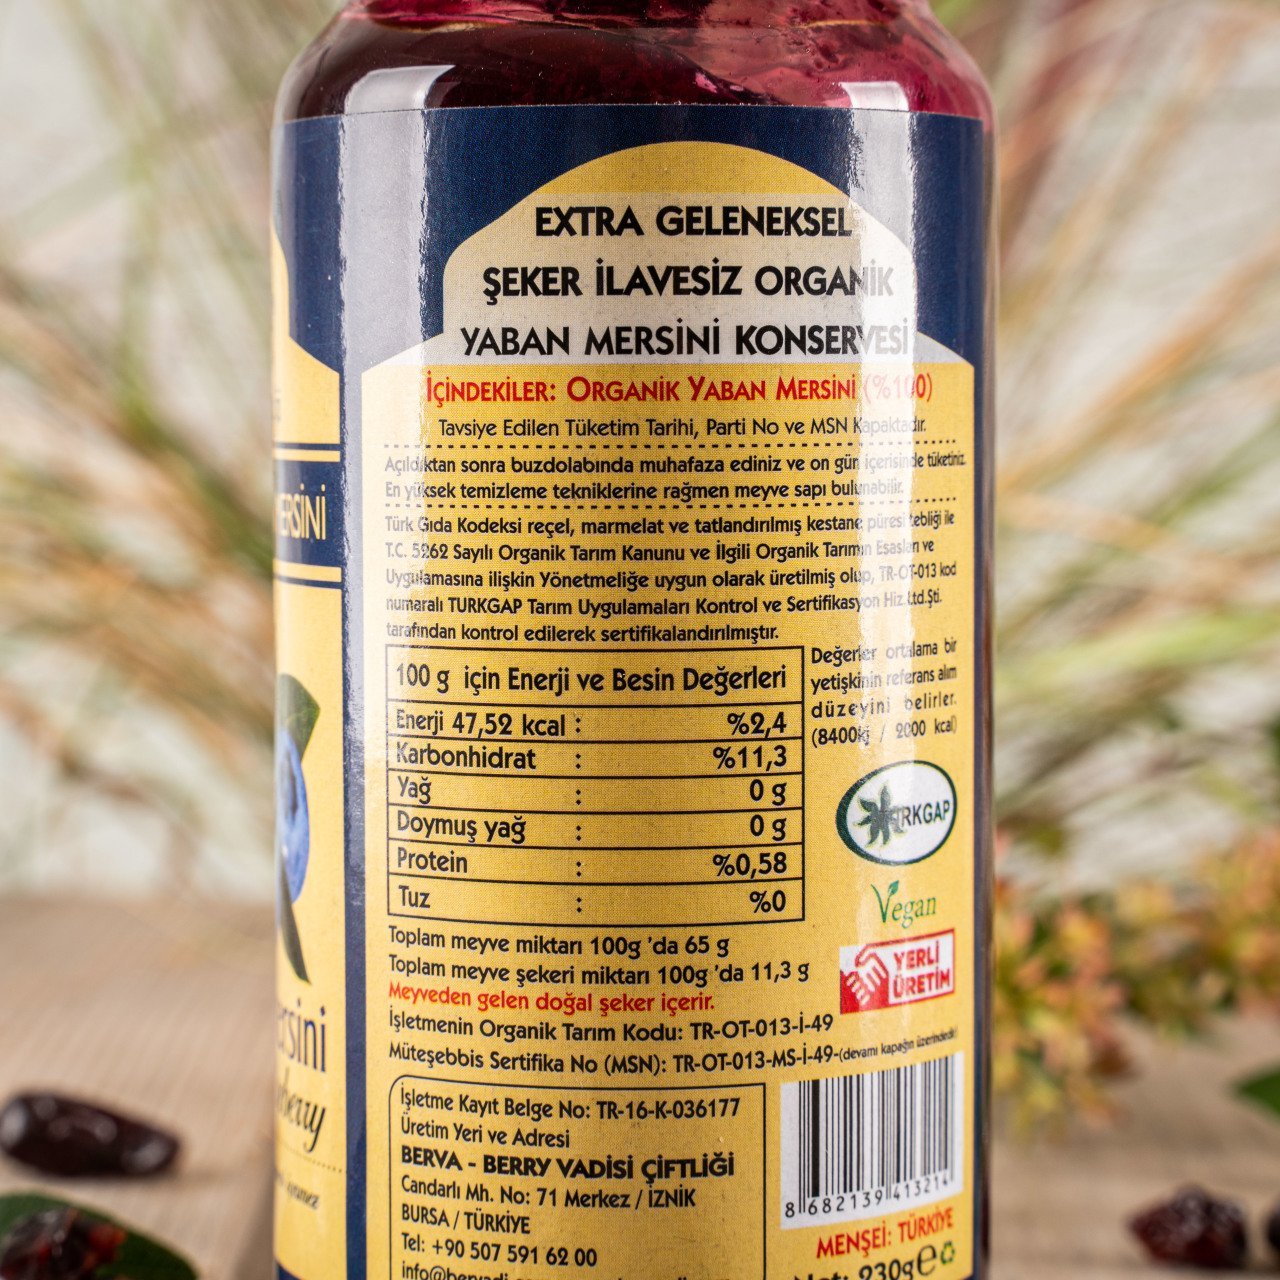 EXTRA GELENEKSEL
ŞEKER İLAVESİZ ORGANİK
YABAN MERSİNİ KONSERVESİ
İÇİNDEKİLER: ORGANİK YABAN MERSİNİ (%100)
Tavsiye Edilen Tüketim Tarihi, Parti No ve MSN Kapaktadır.
Açıldıktan sonra buzdolabında muhafaza ediniz ve on gün içerisinde tüketiniz.
En yüksek temizleme tekniklerine rağmen meyve sapı bulunabilir.
Türk Gıda Kodeksi reçel, marmelat ve tatlandırılmış kestane püresi tebliği ile
T.C. 5262 Sayılı Organik Tarım Kanunu ve İlgili Organik Tarımın Esasları ve
Uygulamasına ilişkin Yönetmeliğe uygun olarak üretilmiş olup, TR-OT-013 kod
numaralı TURKGAP Tarım Uygulamaları Kontrol ve Sertifikasyon Hiz.Ltd.Şti.
tarafından kontrol edilerek sertifikalandırılmıştır.
100 g için Enerji ve Besin Değerleri
Enerji 47,52 kcal : %2,4
Karbonhidrat : %11,3
Yağ : 0 g
Doymuş yağ : 0 g
Protein : %0,58
Tuz : %0
Değerler ortalama bir
yetişkinin referans alım
düzeyini belirler.
(8400kj / 2000 kcal)
TURKGAP
Vegan
YERLİ
ÜRETİM
Toplam meyve miktarı 100g 'da 65 g
Toplam meyve şekeri miktarı 100g 'da 11,3 g
Meyveden gelen doğal şeker içerir.
İşletmenin Organik Tarım Kodu: TR-OT-013-İ-49
Müteşebbis Sertifika No (MSN): TR-OT-013-MS-İ-49-(devamı kapağın üzerindedir)
İşletme Kayıt Belge No: TR-16-K-036177
Üretim Yeri ve Adresi
BERVA - BERRY VADİSİ ÇİFTLİĞİ
Candarlı Mh. No: 71 Merkez / İZNİK
BURSA / TÜRKİYE
Tel: +90 507 591 62 00
8 682139 413214
MENŞEİ: TÜRKİYE
Net: 230g e
ERSİNİ
ersini